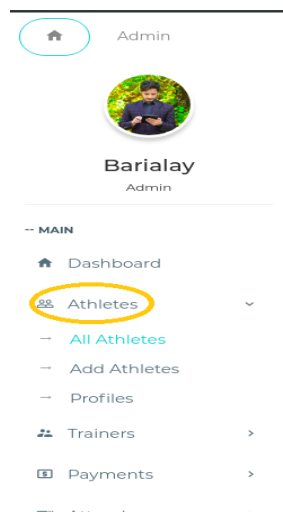 Admin
Barialay
Admin
-- MAIN
Dashboard
Athletes
All Athletes
Add Athletes
Profiles
Trainers
Payments